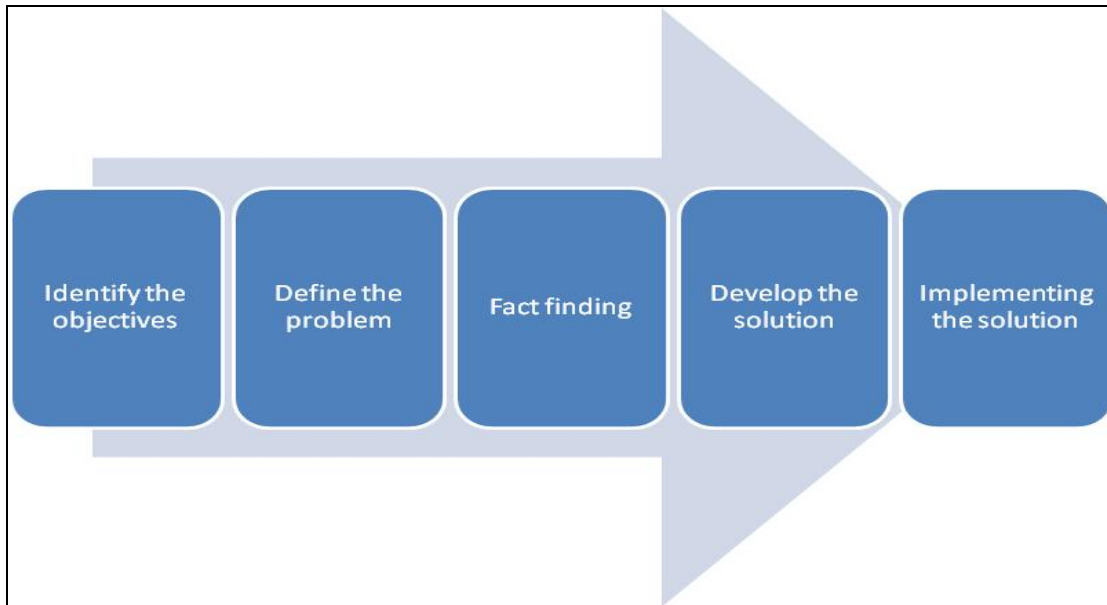 Identify the
objectives
Define the
problem
Fact finding
Develop the
solution
Implementing
the solution